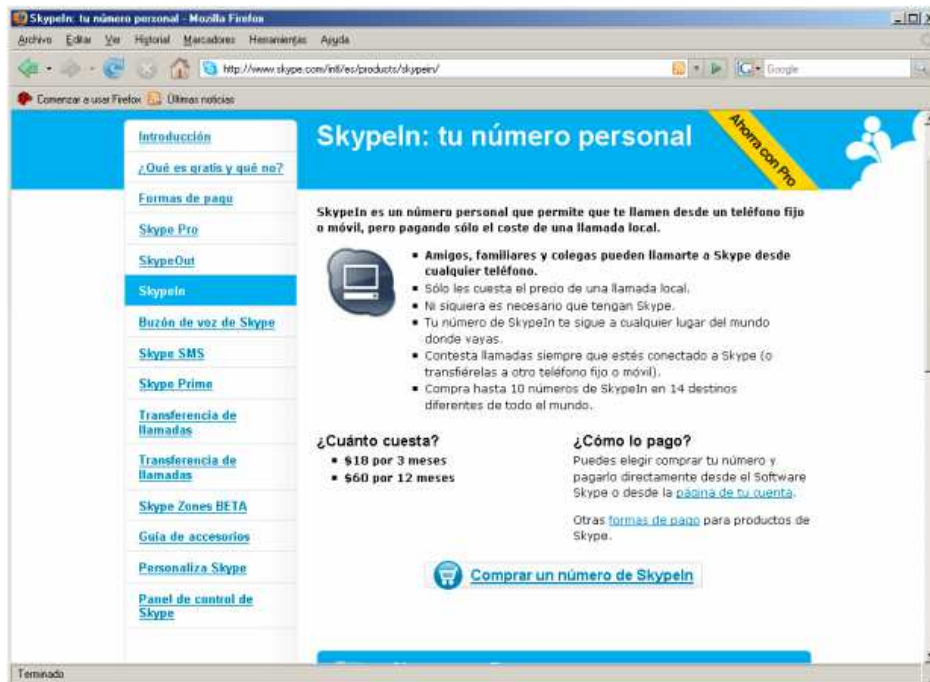 SkypeIn: tu número personal - Mozilla Firefox
Archivo Editar Ver Historial Marcadores Herramientas Ayuda
http://www.skype.com/intl/es/products/skypein/
Google
Comenzar a usar Firefox Últimas noticias
Introducción
¿Qué es gratis y qué no?
Formas de pago
Skype Pro
SkypeOut
SkypeIn
Buzón de voz de Skype
Skype SMS
Skype Prime
Transferencia de
llamadas
Transferencia de
llamadas
Skype Zones BETA
Guía de accesorios
Personaliza Skype
Panel de control de
Skype
SkypeIn: tu número personal
Ahorra con Pro
SkypeIn es un número personal que permite que te llamen desde un teléfono fijo
o móvil, pero pagando sólo el coste de una llamada local.
Amigos, familiares y colegas pueden llamarte a Skype desde
cualquier teléfono.
Sólo les cuesta el precio de una llamada local.
Ni siquiera es necesario que tengan Skype.
Tu número de SkypeIn te sigue a cualquier lugar del mundo
donde vayas.
Contesta llamadas siempre que estés conectado a Skype (o
transfiérelas a otro teléfono fijo o móvil).
Compra hasta 10 números de SkypeIn en 14 destinos
diferentes de todo el mundo.
¿Cuánto cuesta?
$18 por 3 meses
$60 por 12 meses
¿Cómo lo pago?
Puedes elegir comprar tu número y
pagarlo directamente desde el Software
Skype o desde la página de tu cuenta.
Otras formas de pago para productos de
Skype.
Comprar un número de SkypeIn
Terminado